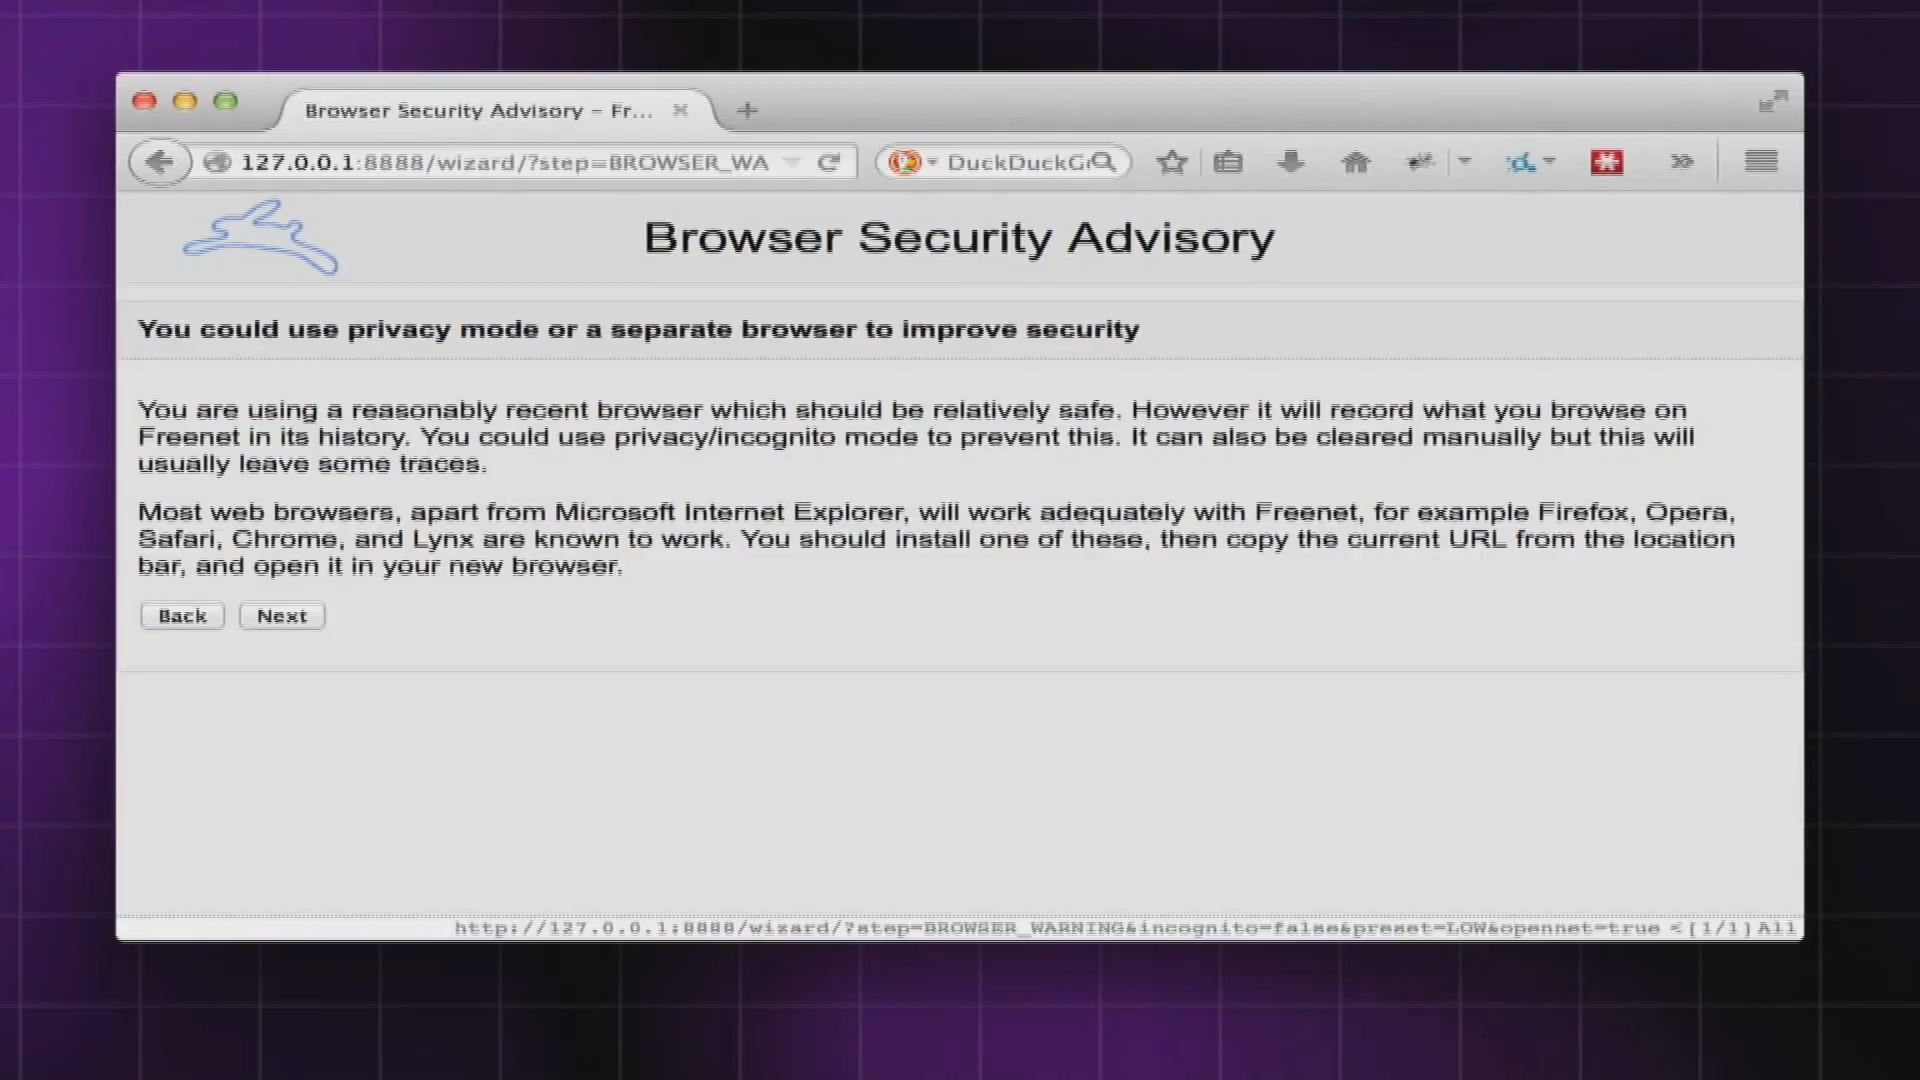 Browser Security Advisory - Fr...
127.0.0.1:8888/wizard/?step=BROWSER_WA
DuckDuckG
Browser Security Advisory
You could use privacy mode or a separate browser to improve security
You are using a reasonably recent browser which should be relatively safe. However it will record what you browse on
Freenet in its history. You could use privacy/incognito mode to prevent this. It can also be cleared manually but this will
usually leave some traces.
Most web browsers, apart from Microsoft Internet Explorer, will work adequately with Freenet, for example Firefox, Opera,
Safari, Chrome, and Lynx are known to work. You should install one of these, then copy the current URL from the location
bar, and open it in your new browser.
Back Next
http://127.0.0.1:8888/wizard/?step=BROWSER_WARNING&incognito=false&preset=LOW&opennet=true <[1/1] All